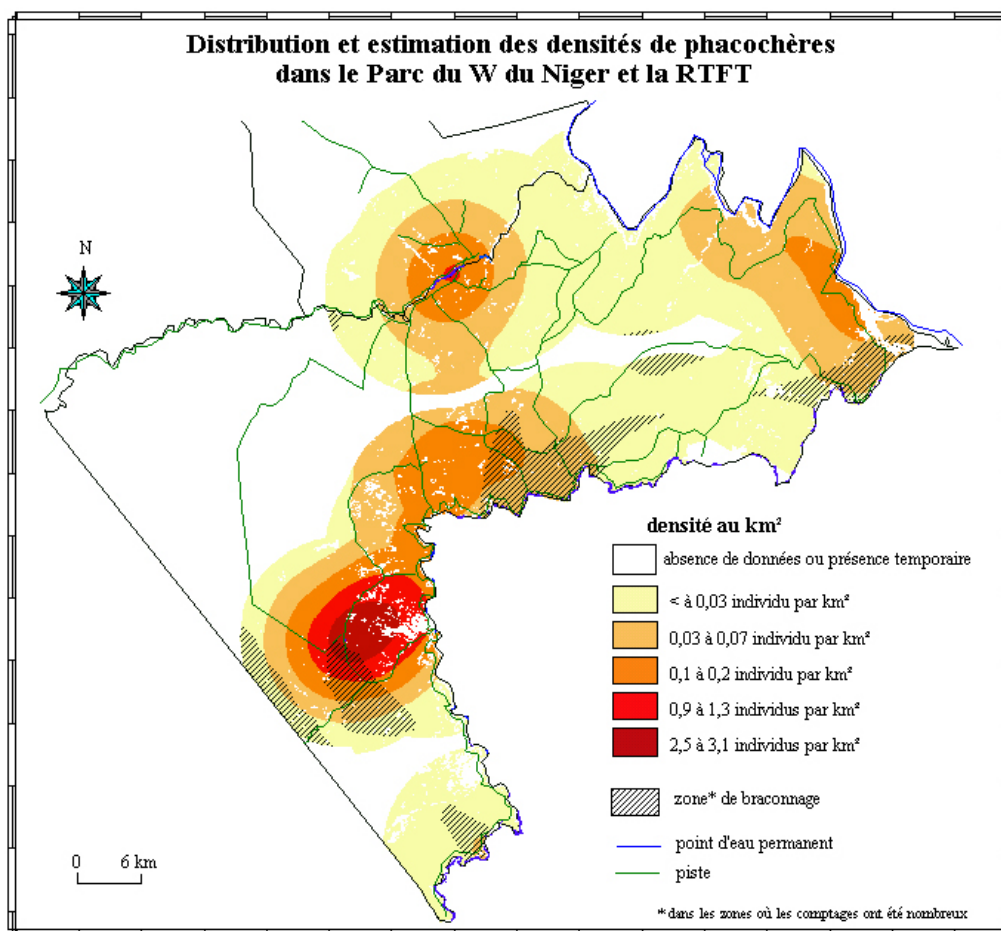 Distribution et estimation des densités de phacochères
dans le Parc du W du Niger et la RTFT
N
densité au km²
absence de données ou présence temporaire
< à 0,03 individu par km²
0,03 à 0,07 individu par km²
0,1 à 0,2 individu par km²
0,9 à 1,3 individus par km²
2,5 à 3,1 individus par km²
zone* de braconnage
point d'eau permanent
piste
0 6 km
* dans les zones où les comptages ont été nombreux